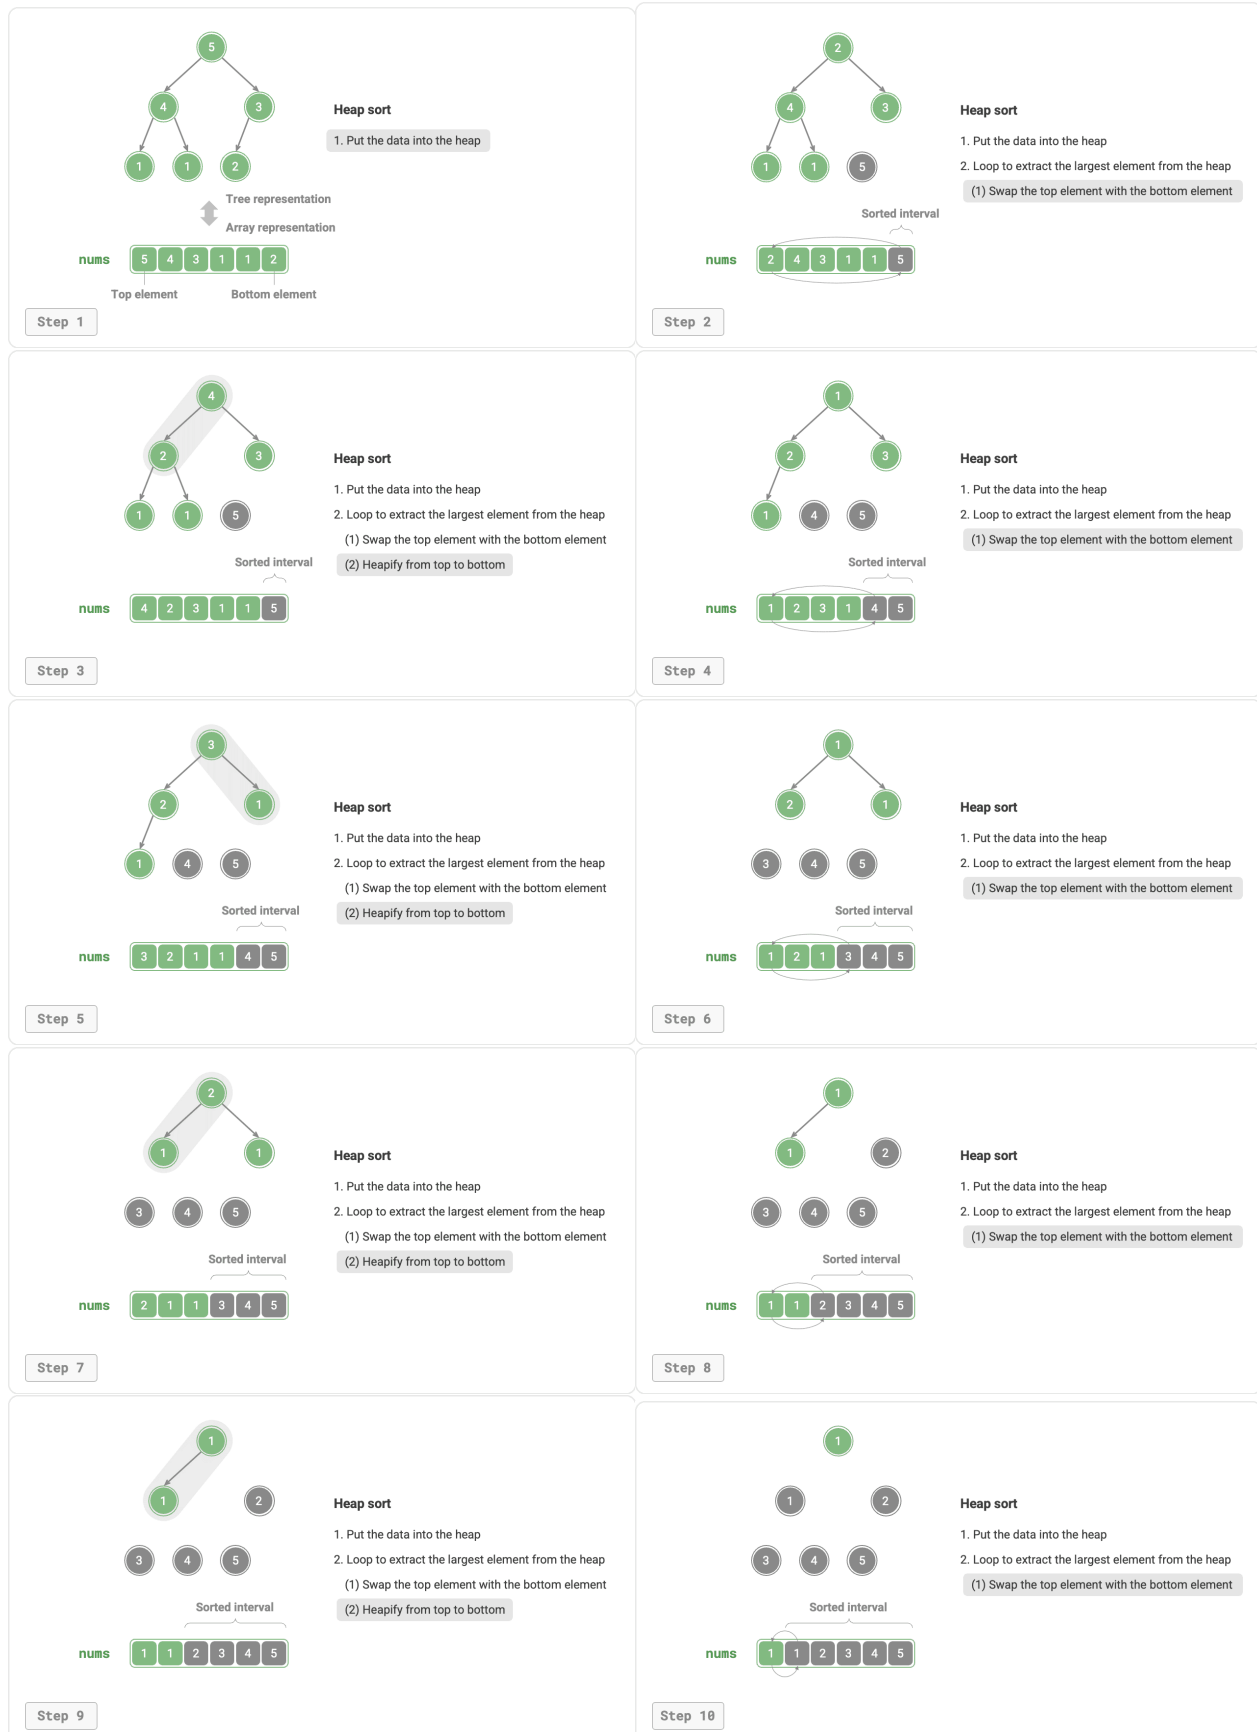 5
4 3
Heap sort
1. Put the data into the heap
1 1 2
Tree representation
Array representation
nums 5 4 3 1 1 2
Top element Bottom element
Step 1
2
4 3
Heap sort
1. Put the data into the heap
2. Loop to extract the largest element from the heap
(1) Swap the top element with the bottom element
1 1 5
Sorted interval
nums 2 4 3 1 1 5
Step 2
4
2 3
Heap sort
1. Put the data into the heap
2. Loop to extract the largest element from the heap
(1) Swap the top element with the bottom element
(2) Heapify from top to bottom
1 1 5
Sorted interval
nums 4 2 3 1 1 5
Step 3
1
2 3
Heap sort
1. Put the data into the heap
2. Loop to extract the largest element from the heap
(1) Swap the top element with the bottom element
1 4 5
Sorted interval
nums 1 2 3 1 4 5
Step 4
3
2 1
Heap sort
1. Put the data into the heap
2. Loop to extract the largest element from the heap
(1) Swap the top element with the bottom element
(2) Heapify from top to bottom
1 4 5
Sorted interval
nums 3 2 1 1 4 5
Step 5
1
2 1
Heap sort
1. Put the data into the heap
2. Loop to extract the largest element from the heap
(1) Swap the top element with the bottom element
3 4 5
Sorted interval
nums 1 2 1 3 4 5
Step 6
2
1 1
Heap sort
1. Put the data into the heap
2. Loop to extract the largest element from the heap
(1) Swap the top element with the bottom element
(2) Heapify from top to bottom
3 4 5
Sorted interval
nums 2 1 1 3 4 5
Step 7
1
1 2
Heap sort
1. Put the data into the heap
2. Loop to extract the largest element from the heap
(1) Swap the top element with the bottom element
3 4 5
Sorted interval
nums 1 1 2 3 4 5
Step 8
1
1 2
Heap sort
1. Put the data into the heap
2. Loop to extract the largest element from the heap
(1) Swap the top element with the bottom element
(2) Heapify from top to bottom
3 4 5
Sorted interval
nums 1 1 2 3 4 5
Step 9
1
1 2
Heap sort
1. Put the data into the heap
2. Loop to extract the largest element from the heap
(1) Swap the top element with the bottom element
3 4 5
Sorted interval
nums 1 1 2 3 4 5
Step 10